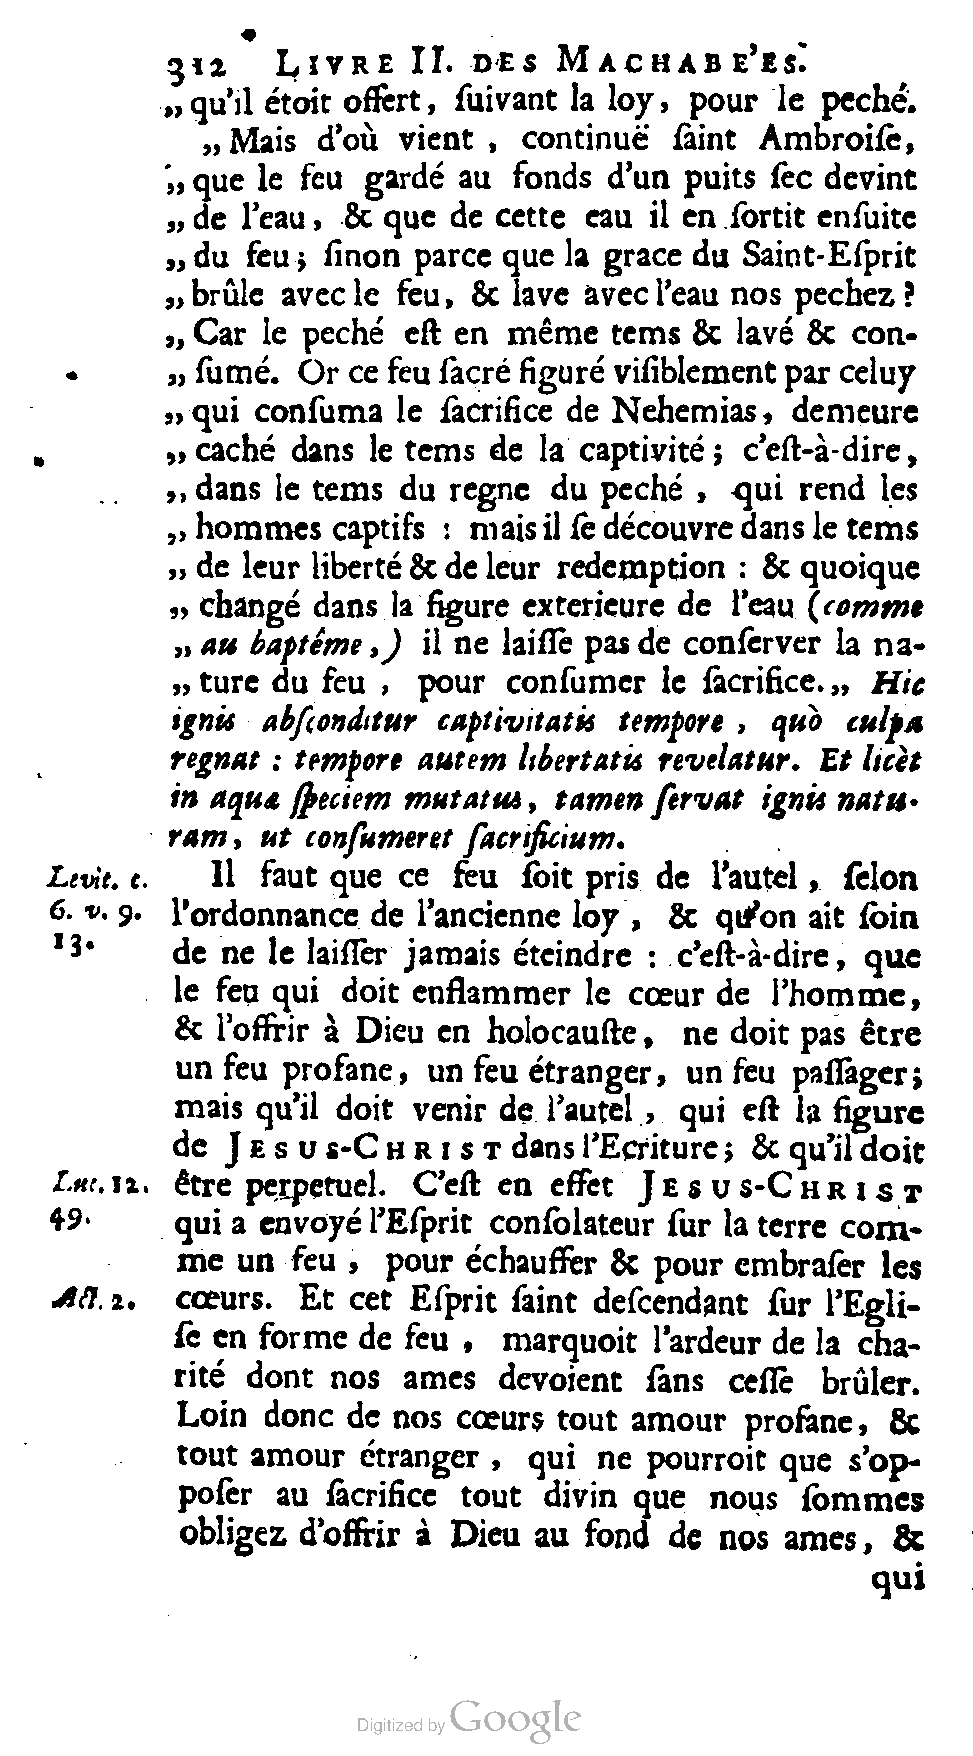 312 LIVRE II. DES MACHABE'ES.
„ qu'il étoit offert, ſuivant la loy, pour le peché.
„ Mais d'où vient, continuë ſaint Ambroiſe,
„ que le feu gardé au fonds d'un puits ſec devint
„ de l'eau, & que de cette eau il en ſortit enſuite
„ du feu; ſinon parce que la grace du Saint-Eſprit
„ brûle avec le feu, & lave avec l'eau nos pechez?
„ Car le peché eſt en même tems & lavé & con-
„ ſumé. Or ce feu ſacré figuré viſiblement par celuy
„ qui conſuma le ſacrifice de Nehemias, demeure
„ caché dans le tems de la captivité; c'eſt-à-dire,
„ dans le tems du regne du peché, qui rend les
„ hommes captifs : mais il ſe découvre dans le tems
„ de leur liberté & de leur redemption : & quoique
„ changé dans la figure exterieure de l'eau (comme
„ au baptême,) il ne laiſſe pas de conſerver la na-
„ ture du feu, pour conſumer le ſacrifice.„ Hic
ignis abſconditur captivitatis tempore, quò culpa
regnat : tempore autem libertatis revelatur. Et licèt
in aquæ ſpeciem mutatus, tamen ſervat ignis natu-
ram, ut conſumeret ſacrificium.
Levit. c. Il faut que ce feu ſoit pris de l'autel, ſelon
6. v. 9. l'ordonnance de l'ancienne loy, & qu'on ait ſoin
13. de ne le laiſſer jamais éteindre : c'eſt-à-dire, que
le feu qui doit enflammer le cœur de l'homme,
& l'offrir à Dieu en holocauſte, ne doit pas être
un feu profane, un feu étranger, un feu paſſager;
mais qu'il doit venir de l'autel, qui eſt la figure
de JESUS-CHRIST dans l'Ecriture; & qu'il doit
Luc. 12. être perpetuel. C'eſt en effet JESUS-CHRIST
49. qui a envoyé l'Eſprit conſolateur ſur la terre com-
me un feu, pour échauffer & pour embraſer les
Act. 2. cœurs. Et cet Eſprit ſaint deſcendant ſur l'Egli-
ſe en forme de feu, marquoit l'ardeur de la cha-
rité dont nos ames devoient ſans ceſſe brûler.
Loin donc de nos cœurs tout amour profane, &
tout amour étranger, qui ne pourroit que s'op-
poſer au ſacrifice tout divin que nous ſommes
obligez d'offrir à Dieu au fond de nos ames, &
qui
Digitized by Google